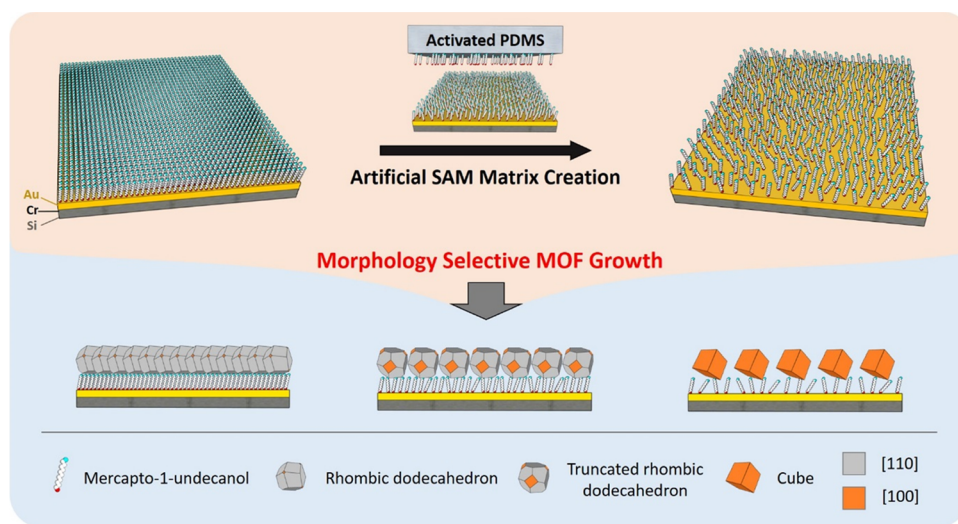 Activated PDMS
Artificial SAM Matrix Creation
Au
Cr
Si
Morphology Selective MOF Growth
Mercapto-1-undecanol
Rhombic dodecahedron
Truncated rhombic
dodecahedron
Cube
[110]
[100]